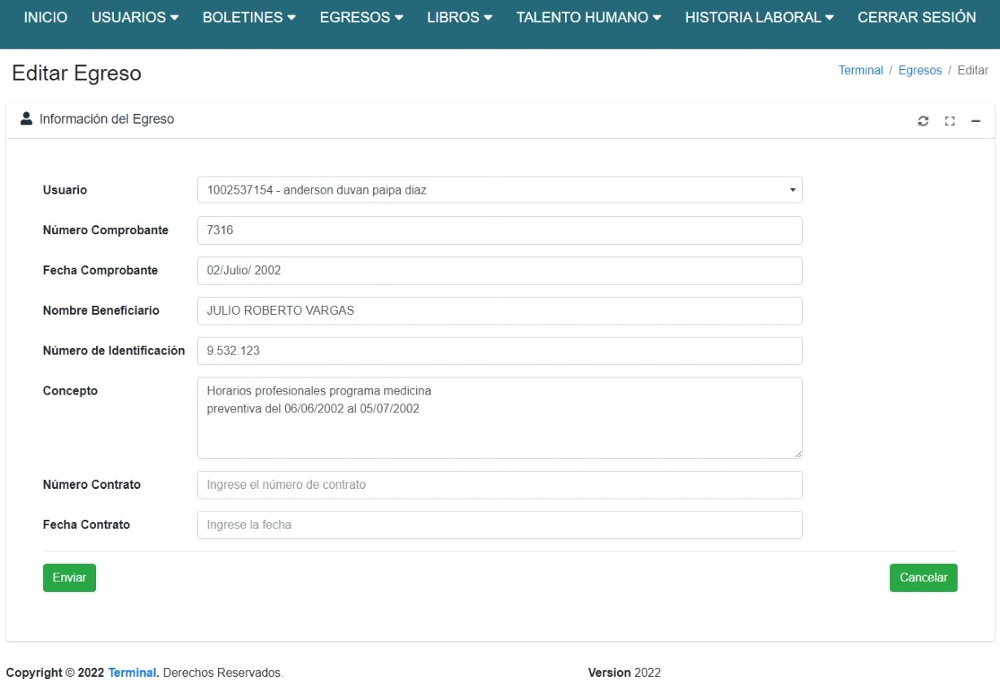 INICIO USUARIOS BOLETINES EGRESOS LIBROS TALENTO HUMANO HISTORIA LABORAL CERRAR SESIÓN
Editar Egreso
Terminal / Egresos / Editar
Información del Egreso
Usuario 1002537154 - anderson duvan paipa diaz
Número Comprobante 7316
Fecha Comprobante 02/Julio/ 2002
Nombre Beneficiario JULIO ROBERTO VARGAS
Número de Identificación 9.532.123
Concepto Horarios profesionales programa medicina
preventiva del 06/06/2002 al 05/07/2002
Número Contrato Ingrese el número de contrato
Fecha Contrato Ingrese la fecha
Enviar Cancelar
Copyright © 2022 Terminal. Derechos Reservados. Version 2022